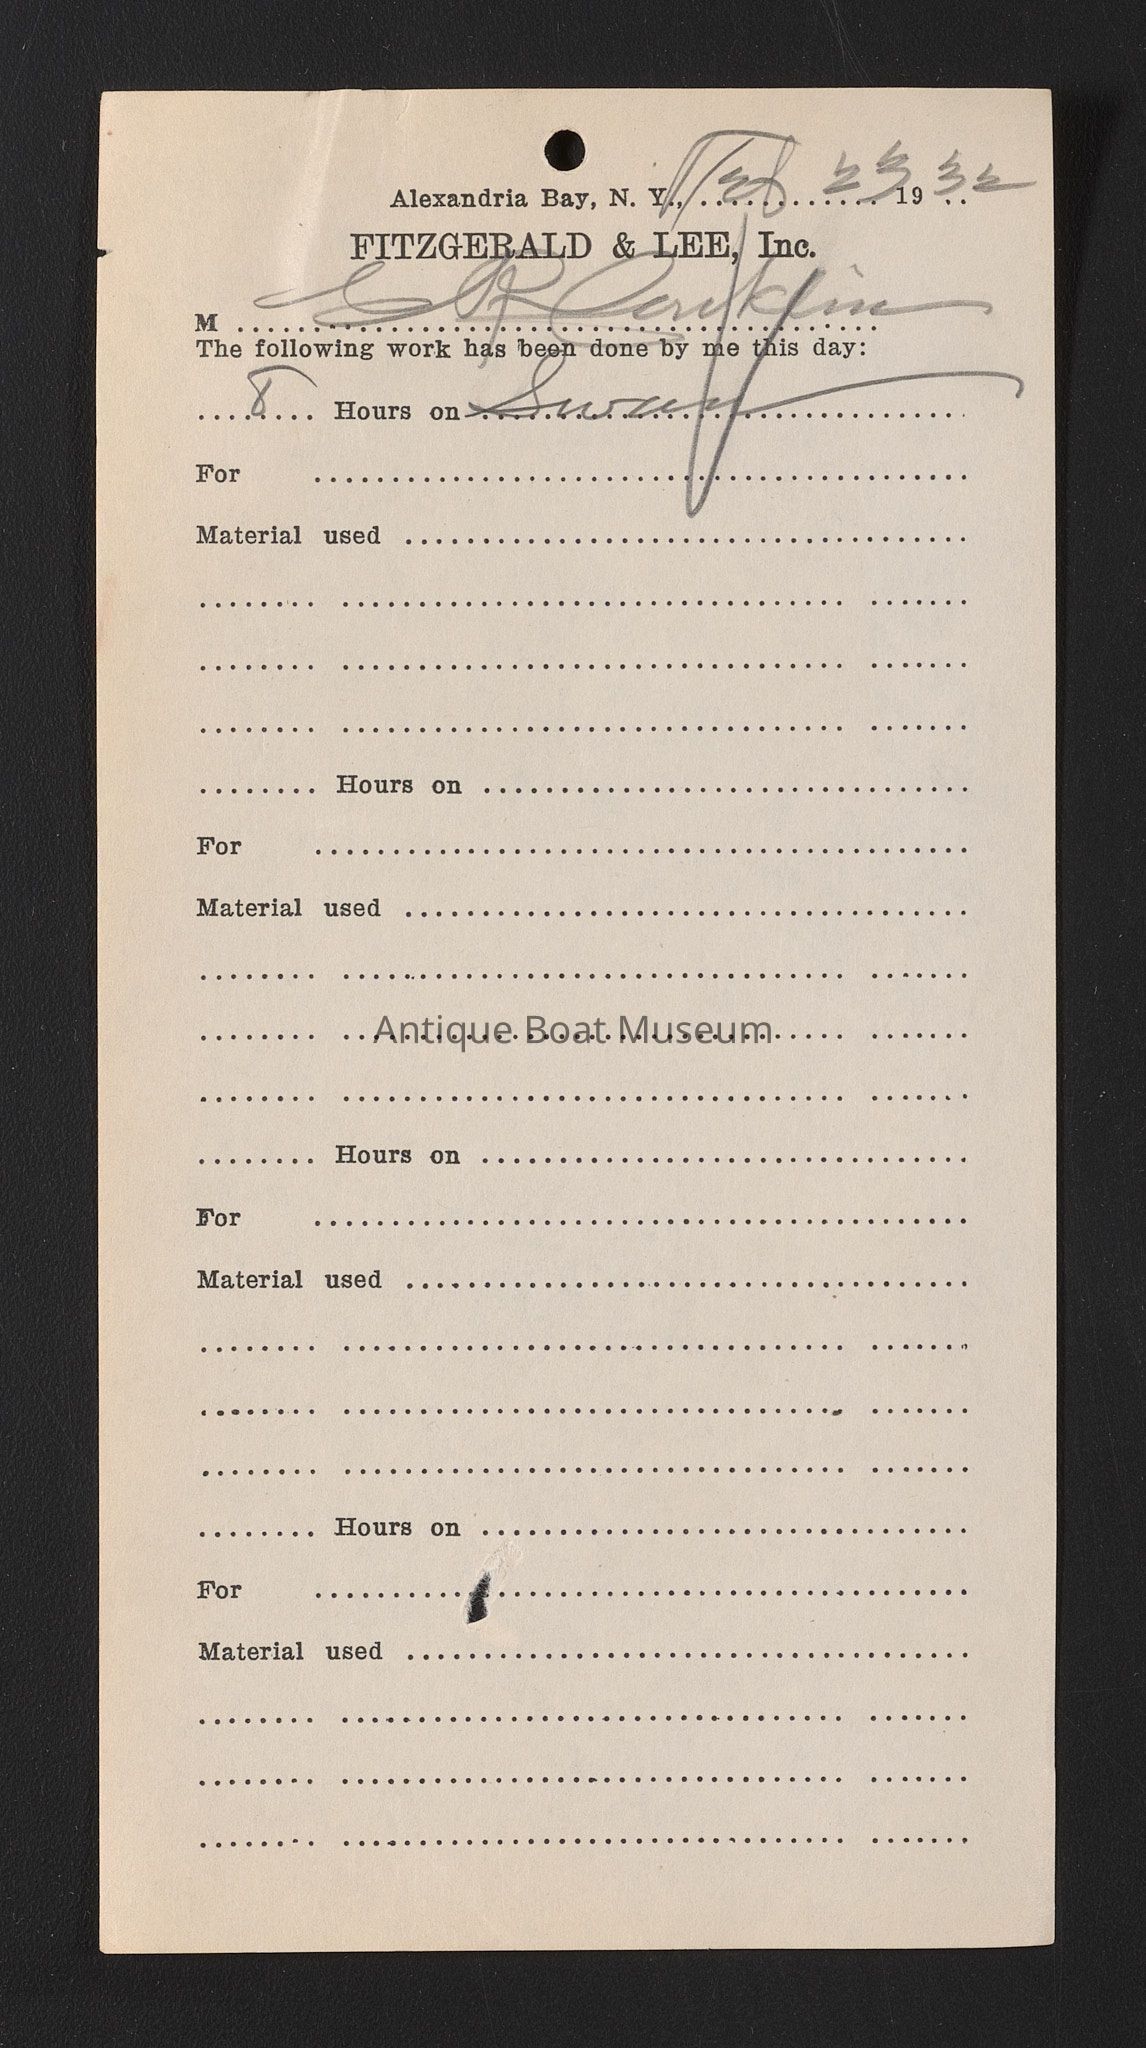 Alexandria Bay, N. Y., Feb 23 1932
FITZGERALD & LEE, Inc.
M C R Conklin
The following work has been done by me this day:
8 Hours on Swan
For
Material used
Hours on
For
Material used
Antique Boat Museum
Hours on
For
Material used
Hours on
For
Material used